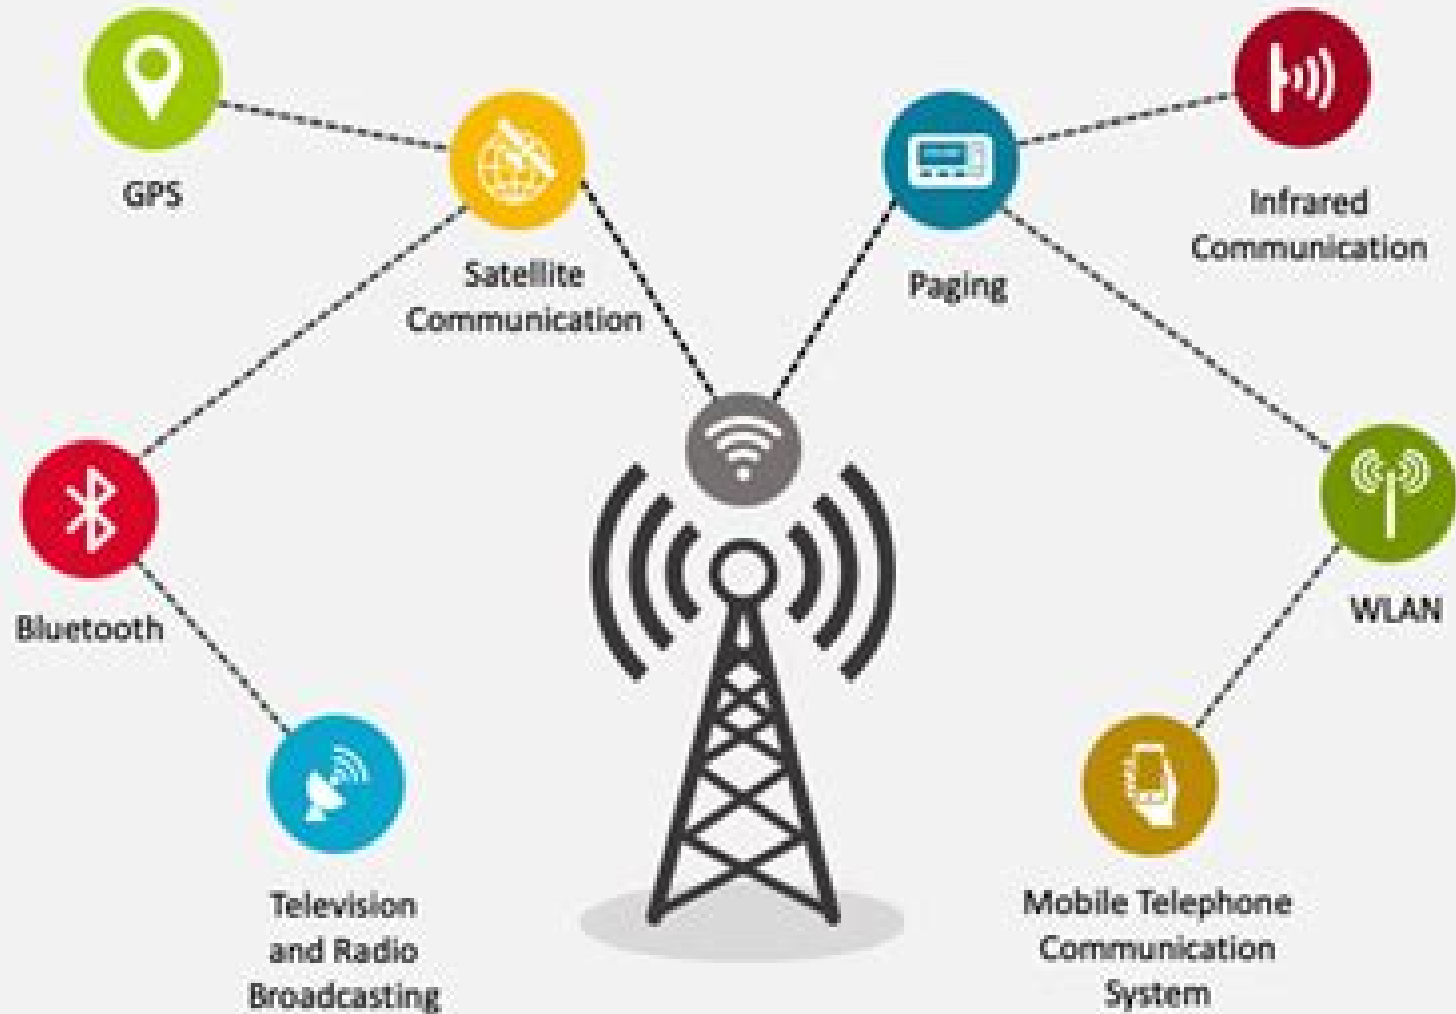 GPS
Satellite
Communication
Paging
Infrared
Communication
Bluetooth
WLAN
Television
and Radio
Broadcasting
Mobile Telephone
Communication
System